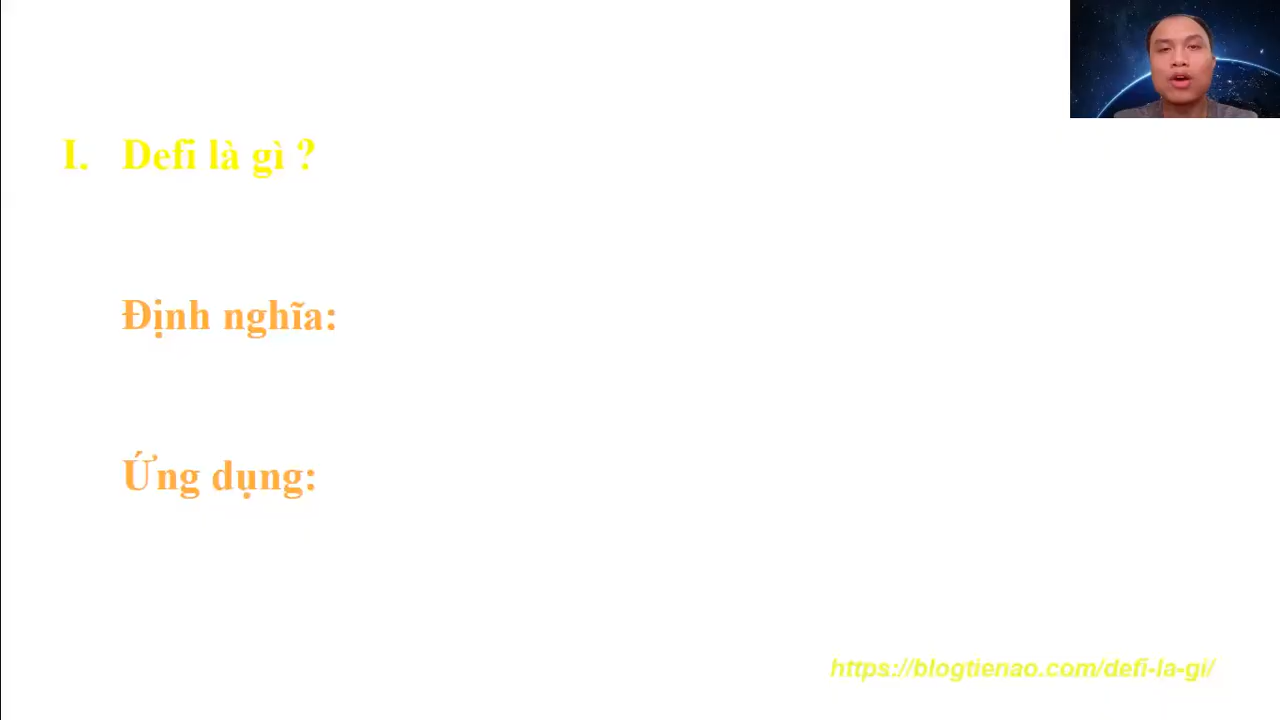 I. Defi là gì ?
Định nghĩa:
Ứng dụng:
https://blogtienao.com/defi-la-gi/